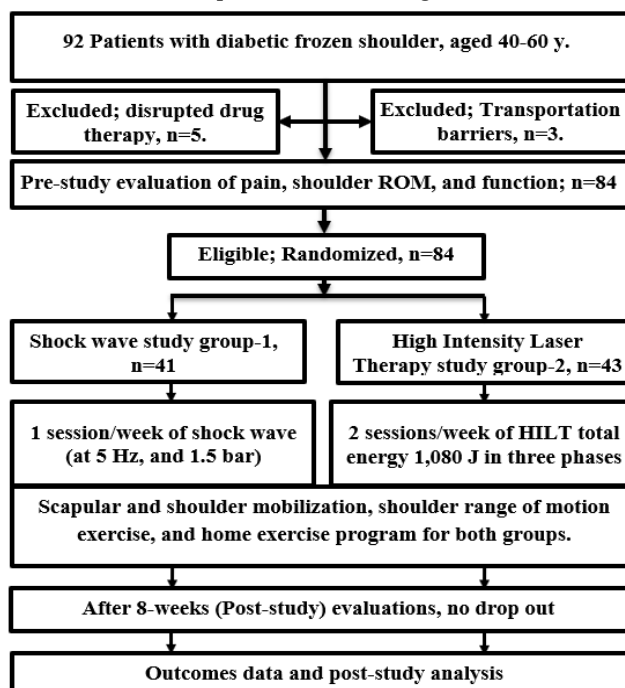 92 Patients with diabetic frozen shoulder, aged 40-60 y.
Excluded; disrupted drug
therapy, n=5.
Excluded; Transportation
barriers, n=3.
Pre-study evaluation of pain, shoulder ROM, and function; n=84
Eligible; Randomized, n=84
Shock wave study group-1,
n=41
High Intensity Laser
Therapy study group-2, n=43
1 session/week of shock wave
(at 5 Hz, and 1.5 bar)
2 sessions/week of HILT total
energy 1,080 J in three phases
Scapular and shoulder mobilization, shoulder range of motion
exercise, and home exercise program for both groups.
After 8-weeks (Post-study) evaluations, no drop out
Outcomes data and post-study analysis